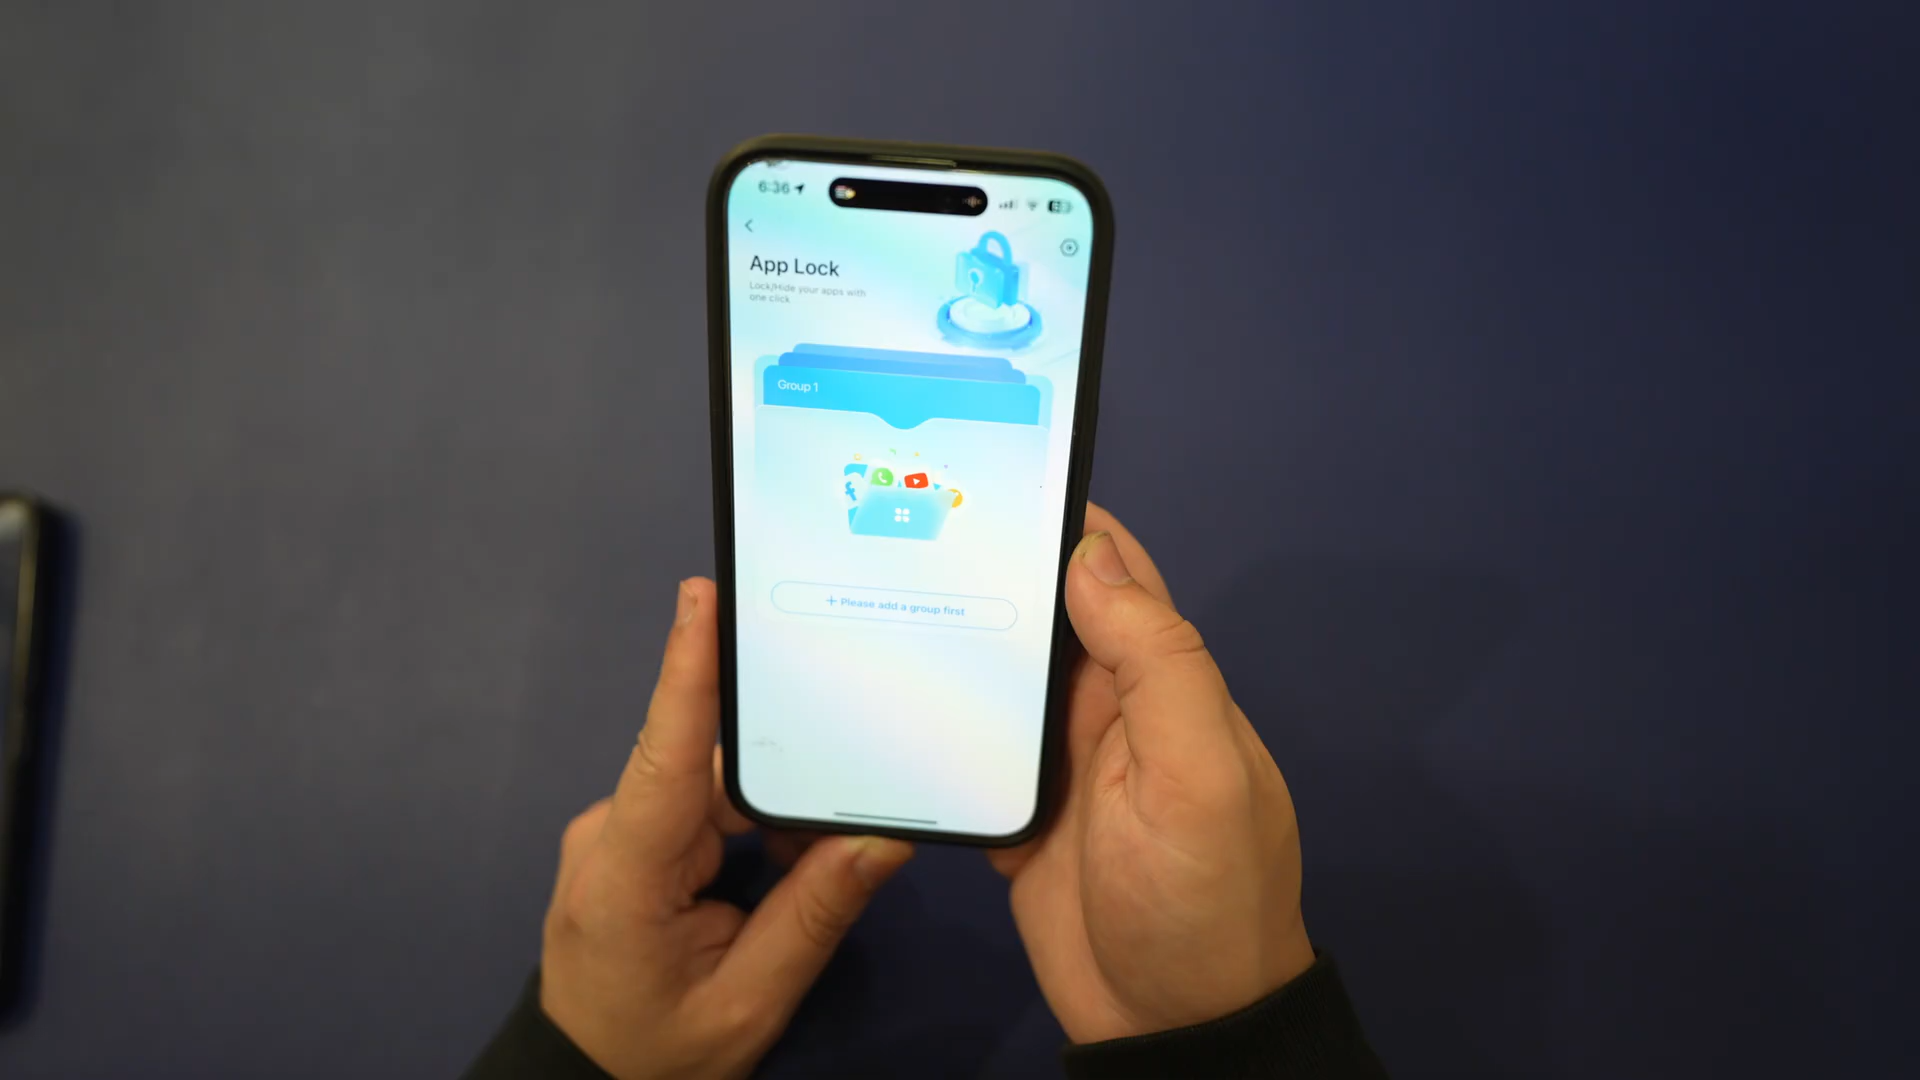 6:36
App Lock
Lock/Hide your apps with
one click
Group 1
+ Please add a group first